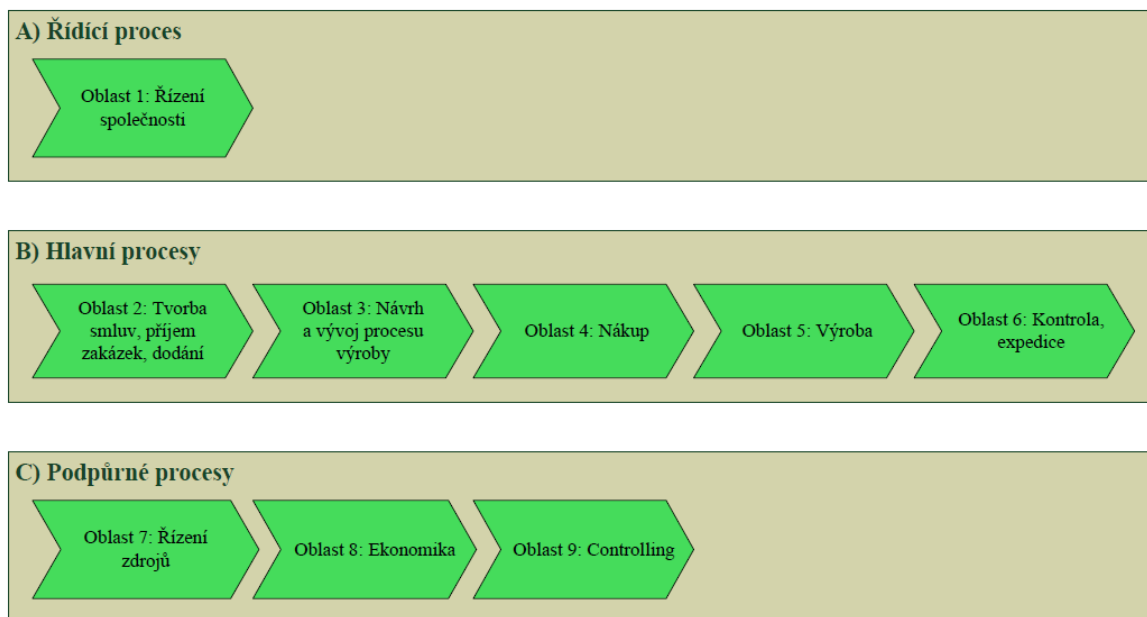 A) Řídící proces
Oblast 1: Řízení
společnosti
B) Hlavní procesy
Oblast 2: Tvorba
smluv, příjem
zakázek, dodání
Oblast 3: Návrh
a vývoj procesu
výroby
Oblast 4: Nákup
Oblast 5: Výroba
Oblast 6: Kontrola,
expedice
C) Podpůrné procesy
Oblast 7: Řízení
zdrojů
Oblast 8: Ekonomika
Oblast 9: Controlling